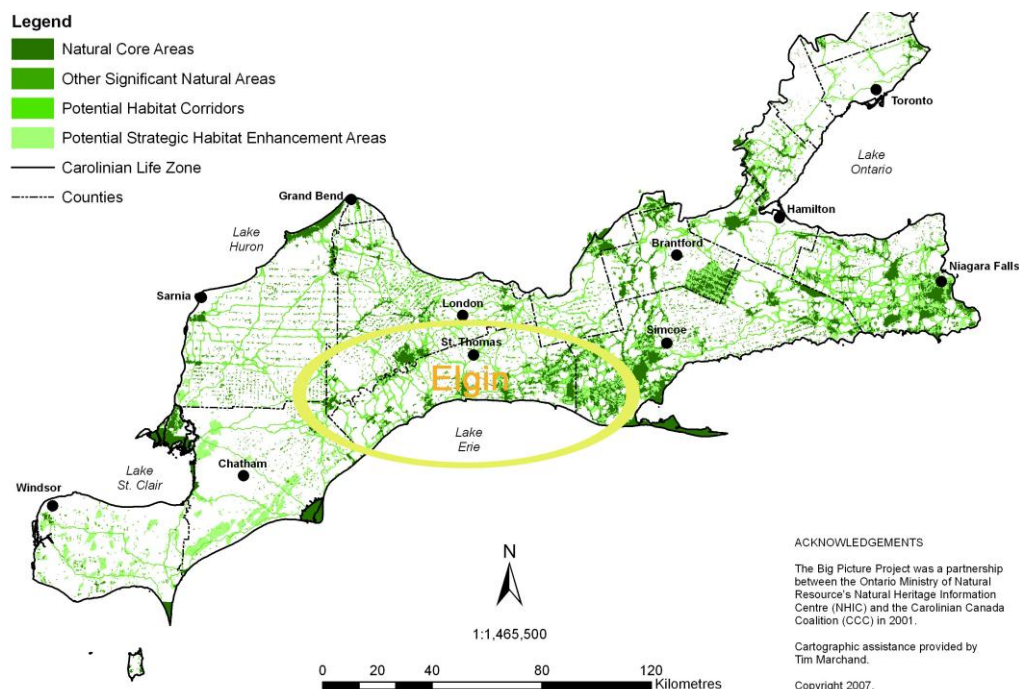 Legend
Natural Core Areas
Other Significant Natural Areas
Potential Habitat Corridors
Potential Strategic Habitat Enhancement Areas
Carolinian Life Zone
Counties
Toronto
Lake
Ontario
Grand Bend
Hamilton
Lake
Huron
Brantford
Niagara Falls
Sarnia
London
Simcoe
St. Thomas
Elgin
Lake
Erie
Chatham
Lake
St. Clair
Windsor
N
1:1,465,500
0 20 40 60 80 100 120
Kilometres
ACKNOWLEDGEMENTS
The Big Picture Project was a partnership
between the Ontario Ministry of Natural
Resource's Natural Heritage Information
Centre (NHIC) and the Carolinian Canada
Coalition (CCC) in 2001.
Cartographic assistance provided by
Tim Marchand.
Copyright 2007.